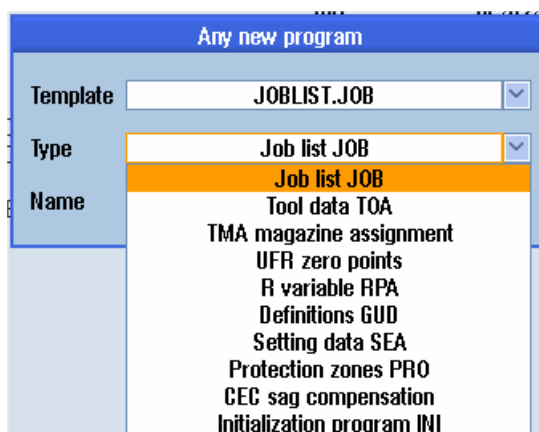 Any new program
Template JOBLIST.JOB
Type Job list JOB
Job list JOB
Name Tool data TOA
TMA magazine assignment
UFR zero points
R variable RPA
Definitions GUD
Setting data SEA
Protection zones PRO
CEC sag compensation
Initialization program INI